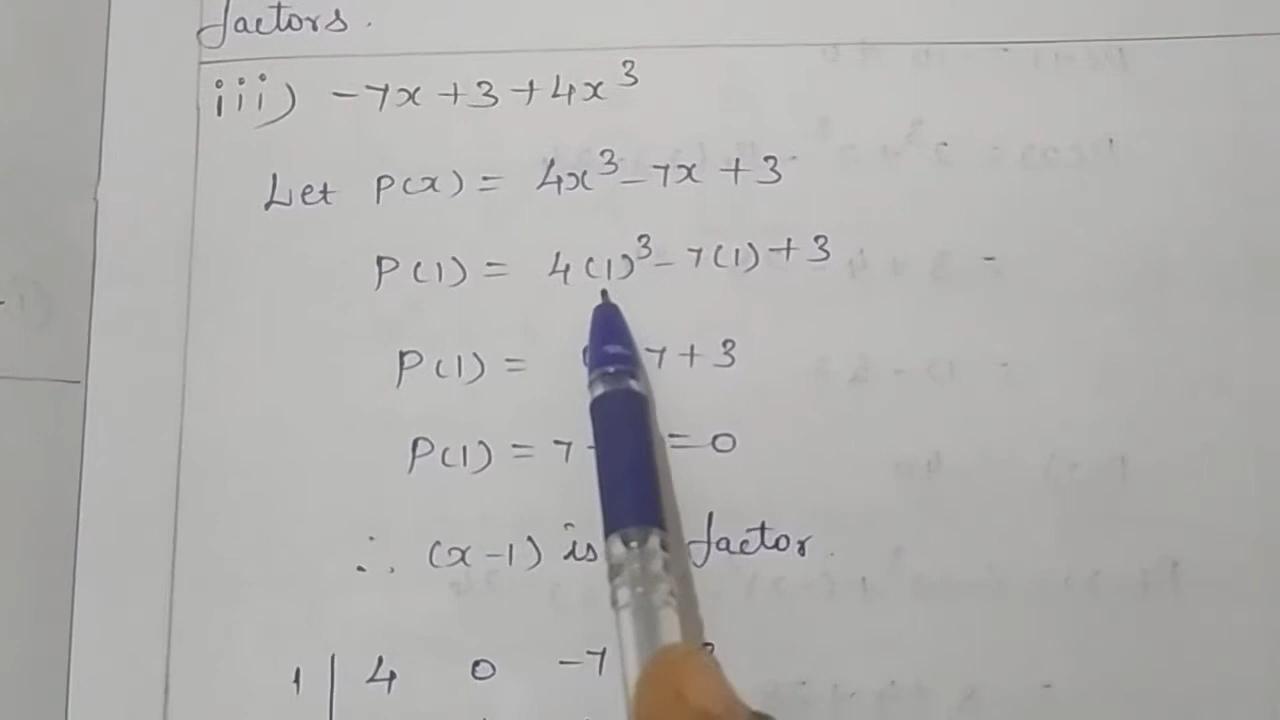 factors.
iii) -7x +3 +4x³
Let P(x) = 4x³ - 7x + 3
P(1) = 4(1)³ - 7(1) + 3
P(1) = 7 + 3
P(1) = 7 - = 0
∴ (x-1) is factor.
1 | 4 0 -7